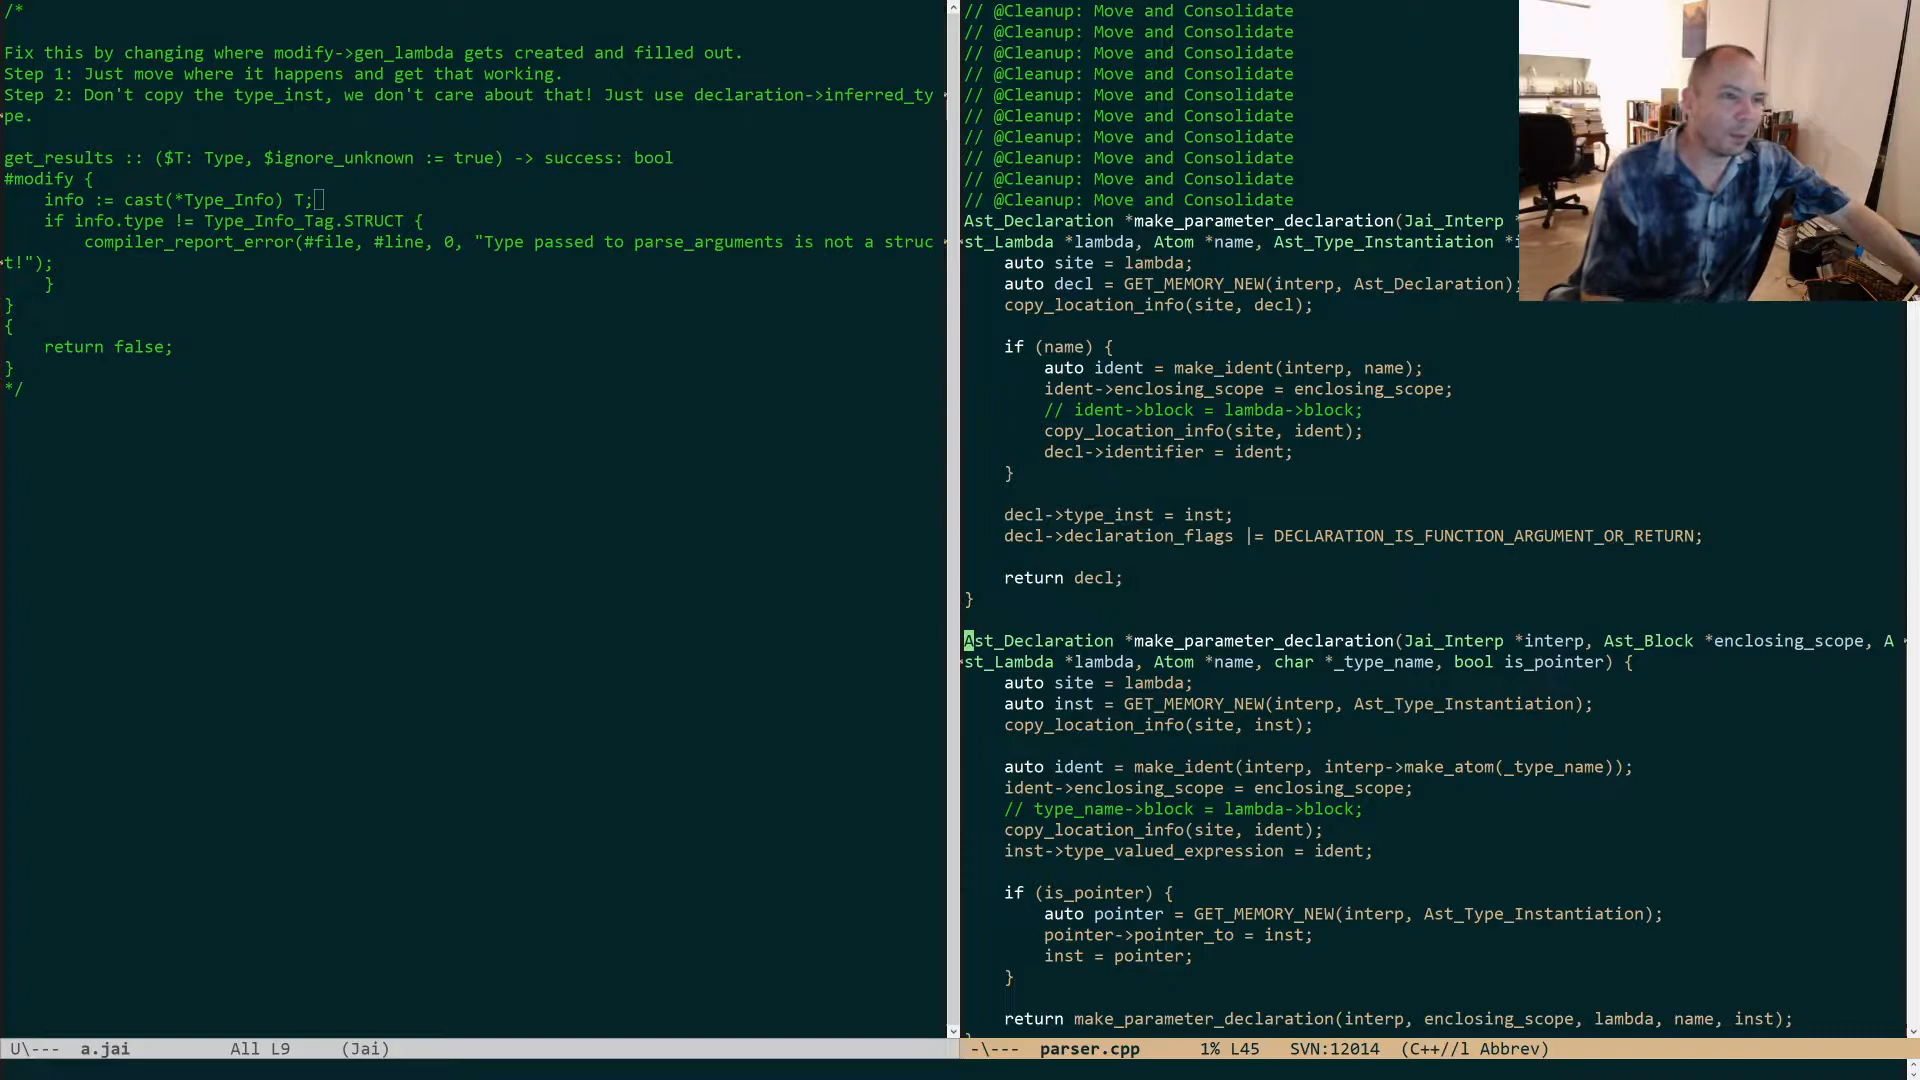 /*
Fix this by changing where modify->gen_lambda gets created and filled out.
Step 1: Just move where it happens and get that working.
Step 2: Don't copy the type_inst, we don't care about that! Just use declaration->inferred_ty
pe.
get_results :: ($T: Type, $ignore_unknown := true) -> success: bool
#modify {
    info := cast(*Type_Info) T;
    if info.type != Type_Info_Tag.STRUCT {
        compiler_report_error(#file, #line, 0, "Type passed to parse_arguments is not a struc
t!");
    }
}
{
    return false;
}
*/
U\---  a.jai          All L9     (Jai)
// @Cleanup: Move and Consolidate
// @Cleanup: Move and Consolidate
// @Cleanup: Move and Consolidate
// @Cleanup: Move and Consolidate
// @Cleanup: Move and Consolidate
// @Cleanup: Move and Consolidate
// @Cleanup: Move and Consolidate
// @Cleanup: Move and Consolidate
// @Cleanup: Move and Consolidate
// @Cleanup: Move and Consolidate
Ast_Declaration *make_parameter_declaration(Jai_Interp *
st_Lambda *lambda, Atom *name, Ast_Type_Instantiation *i
    auto site = lambda;
    auto decl = GET_MEMORY_NEW(interp, Ast_Declaration);
    copy_location_info(site, decl);
    if (name) {
        auto ident = make_ident(interp, name);
        ident->enclosing_scope = enclosing_scope;
        // ident->block = lambda->block;
        copy_location_info(site, ident);
        decl->identifier = ident;
    }
    decl->type_inst = inst;
    decl->declaration_flags |= DECLARATION_IS_FUNCTION_ARGUMENT_OR_RETURN;
    return decl;
}
Ast_Declaration *make_parameter_declaration(Jai_Interp *interp, Ast_Block *enclosing_scope, A
st_Lambda *lambda, Atom *name, char *_type_name, bool is_pointer) {
    auto site = lambda;
    auto inst = GET_MEMORY_NEW(interp, Ast_Type_Instantiation);
    copy_location_info(site, inst);
    auto ident = make_ident(interp, interp->make_atom(_type_name));
    ident->enclosing_scope = enclosing_scope;
    // type_name->block = lambda->block;
    copy_location_info(site, ident);
    inst->type_valued_expression = ident;
    if (is_pointer) {
        auto pointer = GET_MEMORY_NEW(interp, Ast_Type_Instantiation);
        pointer->pointer_to = inst;
        inst = pointer;
    }
    return make_parameter_declaration(interp, enclosing_scope, lambda, name, inst);
-\---  parser.cpp      1% L45   SVN:12014  (C++//l Abbrev)